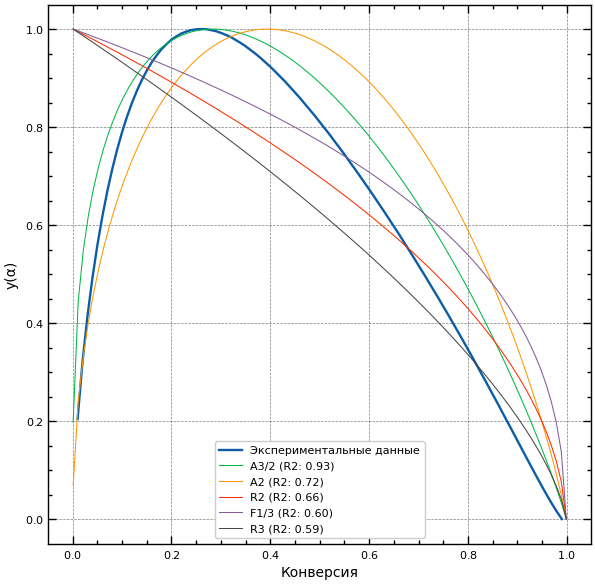 1.0
0.8
0.6
0.4
0.2
0.0
y(α)
Экспериментальные данные
A3/2 (R2: 0.93)
A2 (R2: 0.72)
R2 (R2: 0.66)
F1/3 (R2: 0.60)
R3 (R2: 0.59)
0.0 0.2 0.4 0.6 0.8 1.0
Конверсия